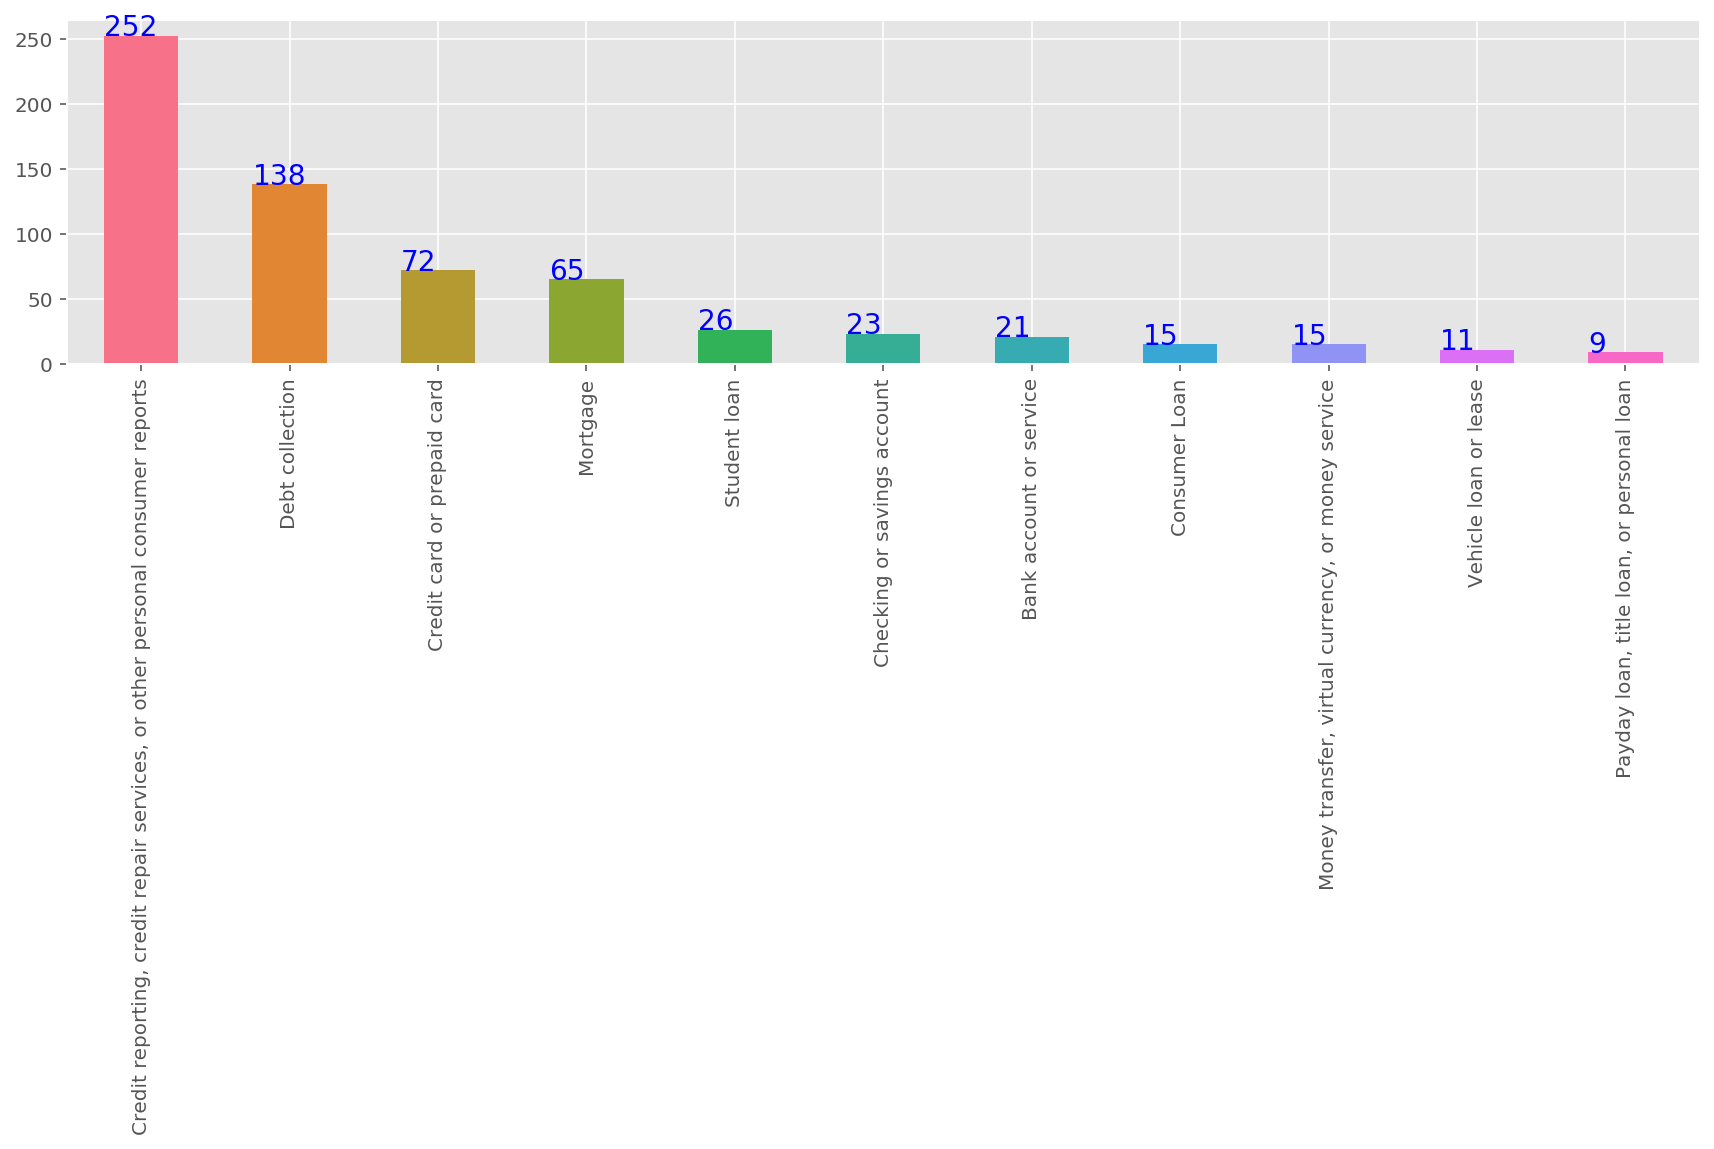 252
250
200
150
138
100
72
65
50
26
23
21
15
15
11
9
0
Credit reporting, credit repair services, or other personal consumer reports
Debt collection
Credit card or prepaid card
Mortgage
Student loan
Checking or savings account
Bank account or service
Consumer Loan
Money transfer, virtual currency, or money service
Vehicle loan or lease
Payday loan, title loan, or personal loan